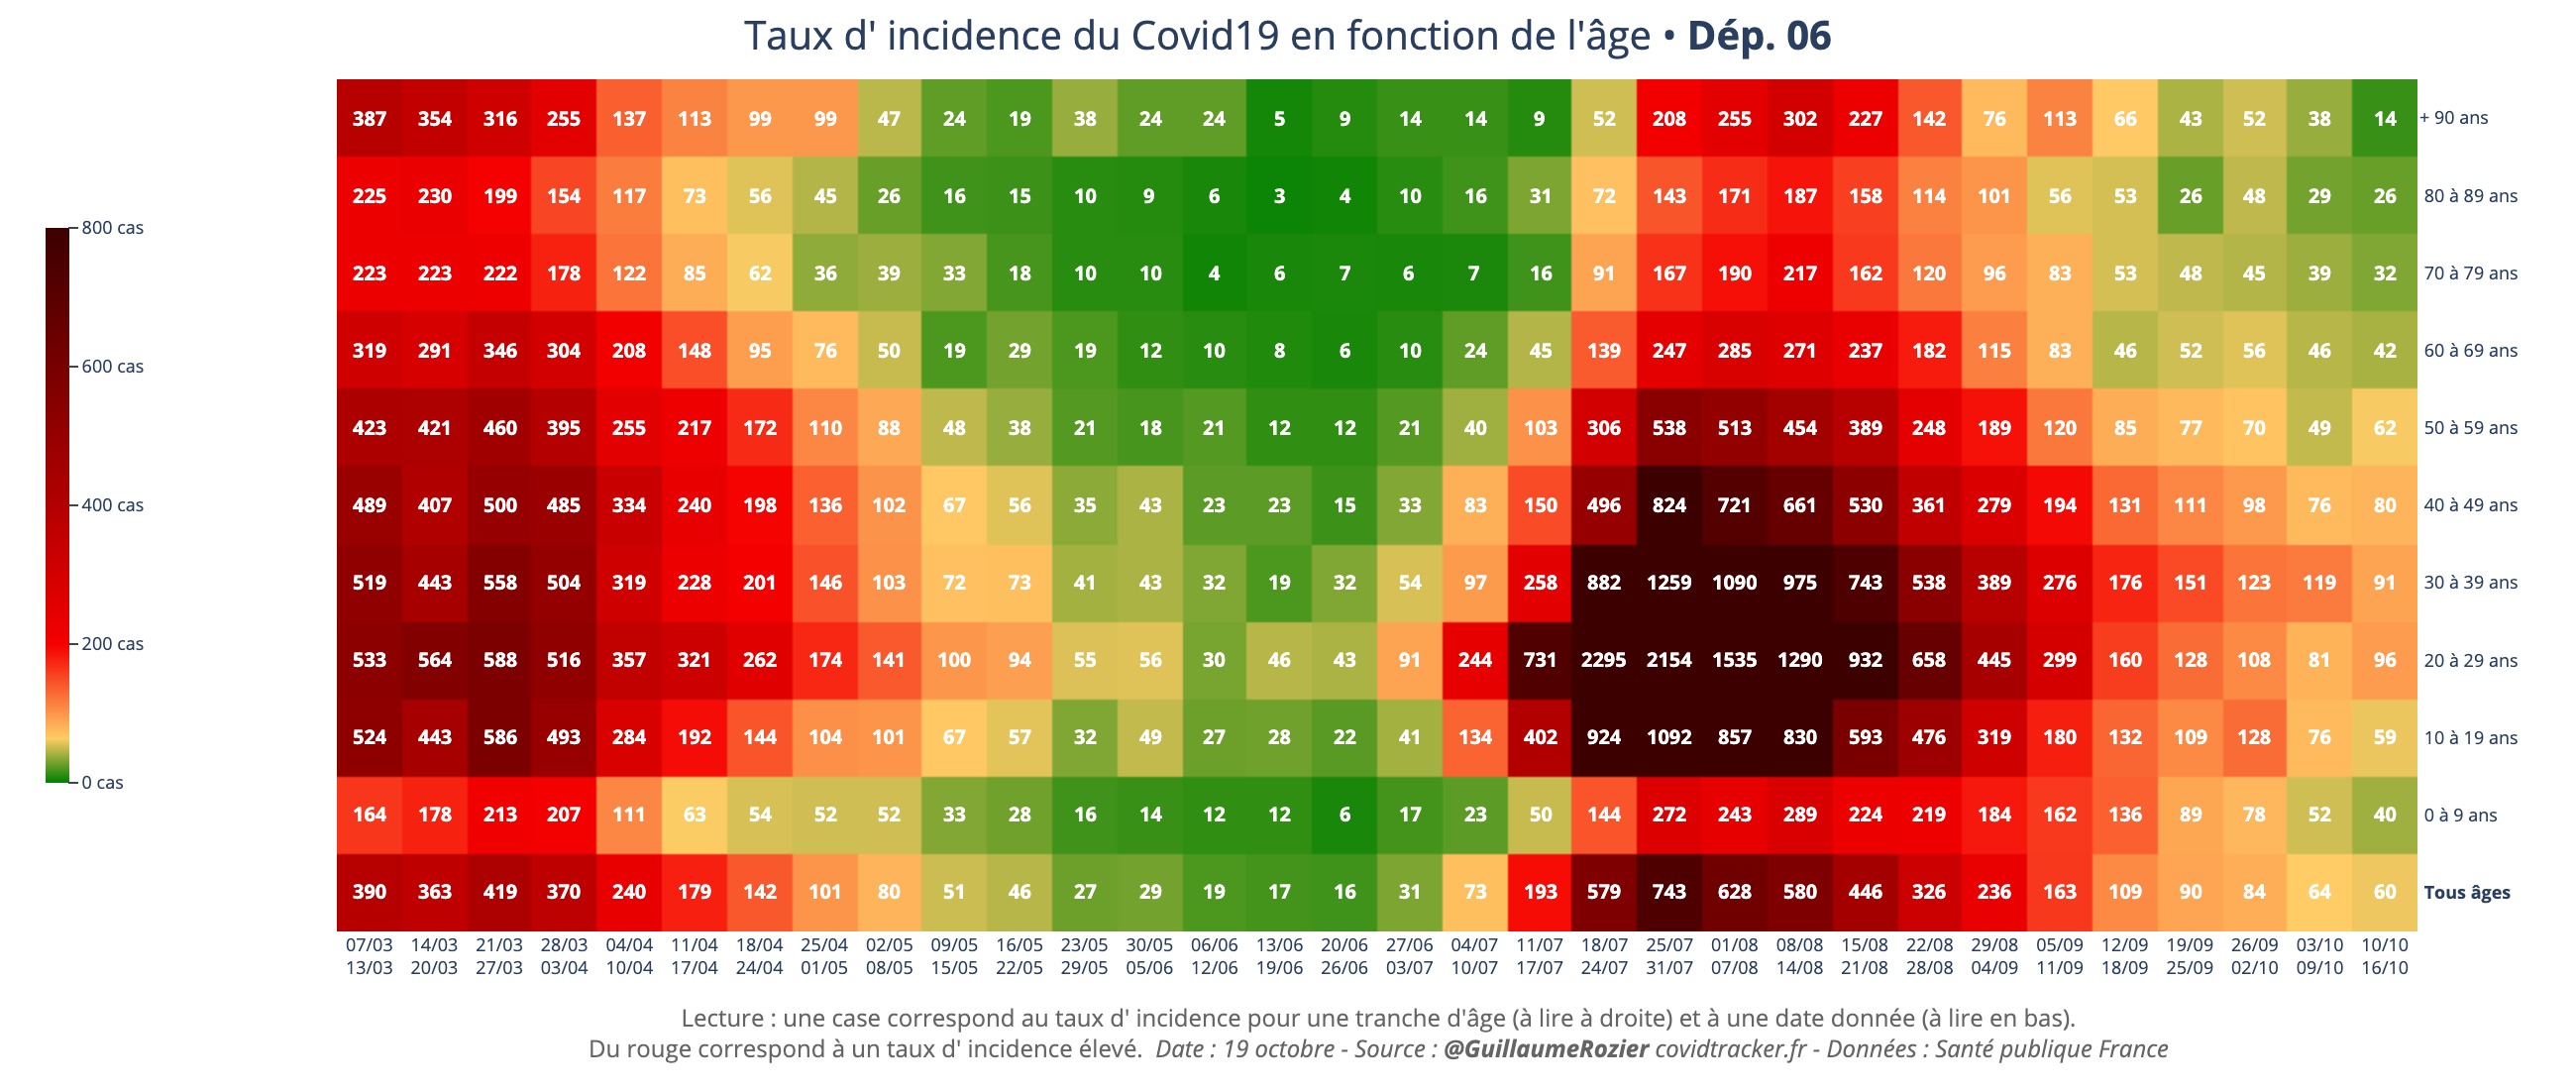 Taux d' incidence du Covid19 en fonction de l'âge • Dép. 06
800 cas
600 cas
400 cas
200 cas
0 cas
387 354 316 255 137 113 99 99 47 24 19 38 24 24 5 9 14 14 9 52 208 255 302 227 142 76 113 66 43 52 38 14 + 90 ans
225 230 199 154 117 73 56 45 26 16 15 10 9 6 3 4 10 16 31 72 143 171 187 158 114 101 56 53 26 48 29 26 80 à 89 ans
223 223 222 178 122 85 62 36 39 33 18 10 10 4 6 7 6 7 16 91 167 190 217 162 120 96 83 53 48 45 39 32 70 à 79 ans
319 291 346 304 208 148 95 76 50 19 29 19 12 10 8 6 10 24 45 139 247 285 271 237 182 115 83 46 52 56 46 42 60 à 69 ans
423 421 460 395 255 217 172 110 88 48 38 21 18 21 12 12 21 40 103 306 538 513 454 389 248 189 120 85 77 70 49 62 50 à 59 ans
489 407 500 485 334 240 198 136 102 67 56 35 43 23 23 15 33 83 150 496 824 721 661 530 361 279 194 131 111 98 76 80 40 à 49 ans
519 443 558 504 319 228 201 146 103 72 73 41 43 32 19 32 54 97 258 882 1259 1090 975 743 538 389 276 176 151 123 119 91 30 à 39 ans
533 564 588 516 357 321 262 174 141 100 94 55 56 30 46 43 91 244 731 2295 2154 1535 1290 932 658 445 299 160 128 108 81 96 20 à 29 ans
524 443 586 493 284 192 144 104 101 67 57 32 49 27 28 22 41 134 402 924 1092 857 830 593 476 319 180 132 109 128 76 59 10 à 19 ans
164 178 213 207 111 63 54 52 52 33 28 16 14 12 12 6 17 23 50 144 272 243 289 224 219 184 162 136 89 78 52 40 0 à 9 ans
390 363 419 370 240 179 142 101 80 51 46 27 29 19 17 16 31 73 193 579 743 628 580 446 326 236 163 109 90 84 64 60 Tous âges
07/03 14/03 21/03 28/03 04/04 11/04 18/04 25/04 02/05 09/05 16/05 23/05 30/05 06/06 13/06 20/06 27/06 04/07 11/07 18/07 25/07 01/08 08/08 15/08 22/08 29/08 05/09 12/09 19/09 26/09 03/10 10/10
13/03 20/03 27/03 03/04 10/04 17/04 24/04 01/05 08/05 15/05 22/05 29/05 05/06 12/06 19/06 26/06 03/07 10/07 17/07 24/07 31/07 07/08 14/08 21/08 28/08 04/09 11/09 18/09 25/09 02/10 09/10 16/10
Lecture : une case correspond au taux d' incidence pour une tranche d'âge (à lire à droite) et à une date donnée (à lire en bas).
Du rouge correspond à un taux d' incidence élevé. Date : 19 octobre - Source : @GuillaumeRozier covidtracker.fr - Données : Santé publique France